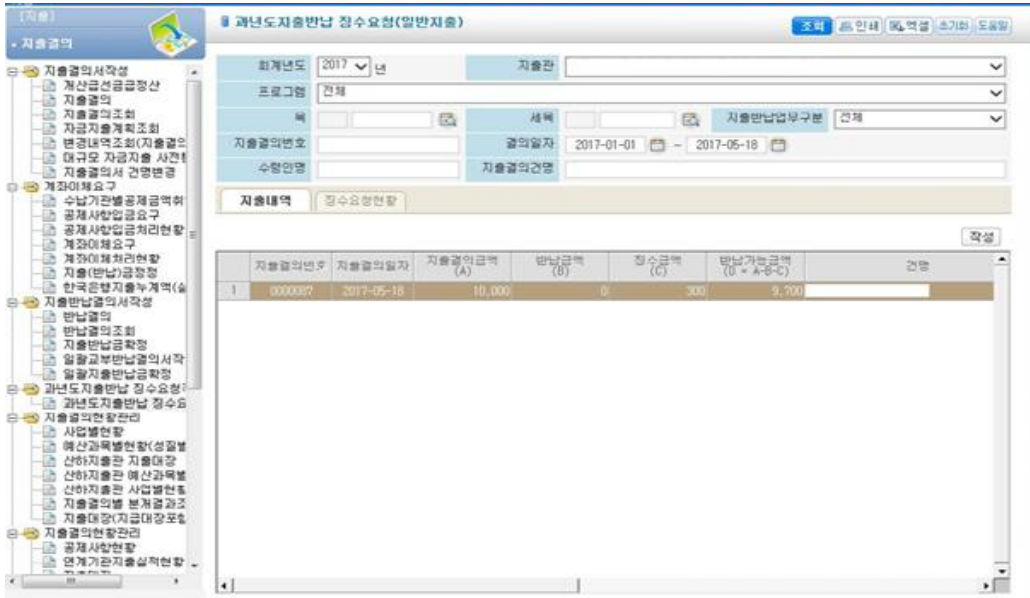 [지출]
• 지출결의
지출결의서작성
개산급선금급정산
지출결의
지출결의조회
자금지출계획조회
변경내역조회(지출결의
대규모 자금지출 사전
지출결의서 건명변경
계좌이체요구
수납기관별공제금액휘
공제사항입금요구
공제사항입금처리현황
계좌이체요구
계좌이체처리현황
지출(반납)금정정
한국은행지출누계액(
지출반납결의서작성
반납결의
반납결의조회
지출반납금확정
일괄교부반납결의서작
일괄지출반납금확정
과년도지출반납 징수요청
과년도지출반납 징수요
지출결의현황관리
사업별현황
예산과목별현황(성질별
산하지출관 지출대장
산하지출관 예산과목별
산하지출관 사업별현황
지출결의별 분개결과조
지출대장(지급대장포함
지출결의현황관리
공제사항현황
연계기관지출실적현황
과년도지출반납 징수요청(일반지출)
조회 인쇄 엑셀 초기화 도움말
회계년도 2017 년 지출관
프로그램 전체
목 세목 지출반납업무구분 전체
지출결의번호 결의일자 2017-01-01 ~ 2017-05-18
수령인명 지출결의건명
지출내역 징수요청현황
작성
지출결의번호 지출결의일자 지출결의금액 (A) 반납금액 (B) 징수금액 (C) 반납가능금액 (D = A-B-C) 건명
1 0000087 2017-05-18 10,000 0 300 9,700